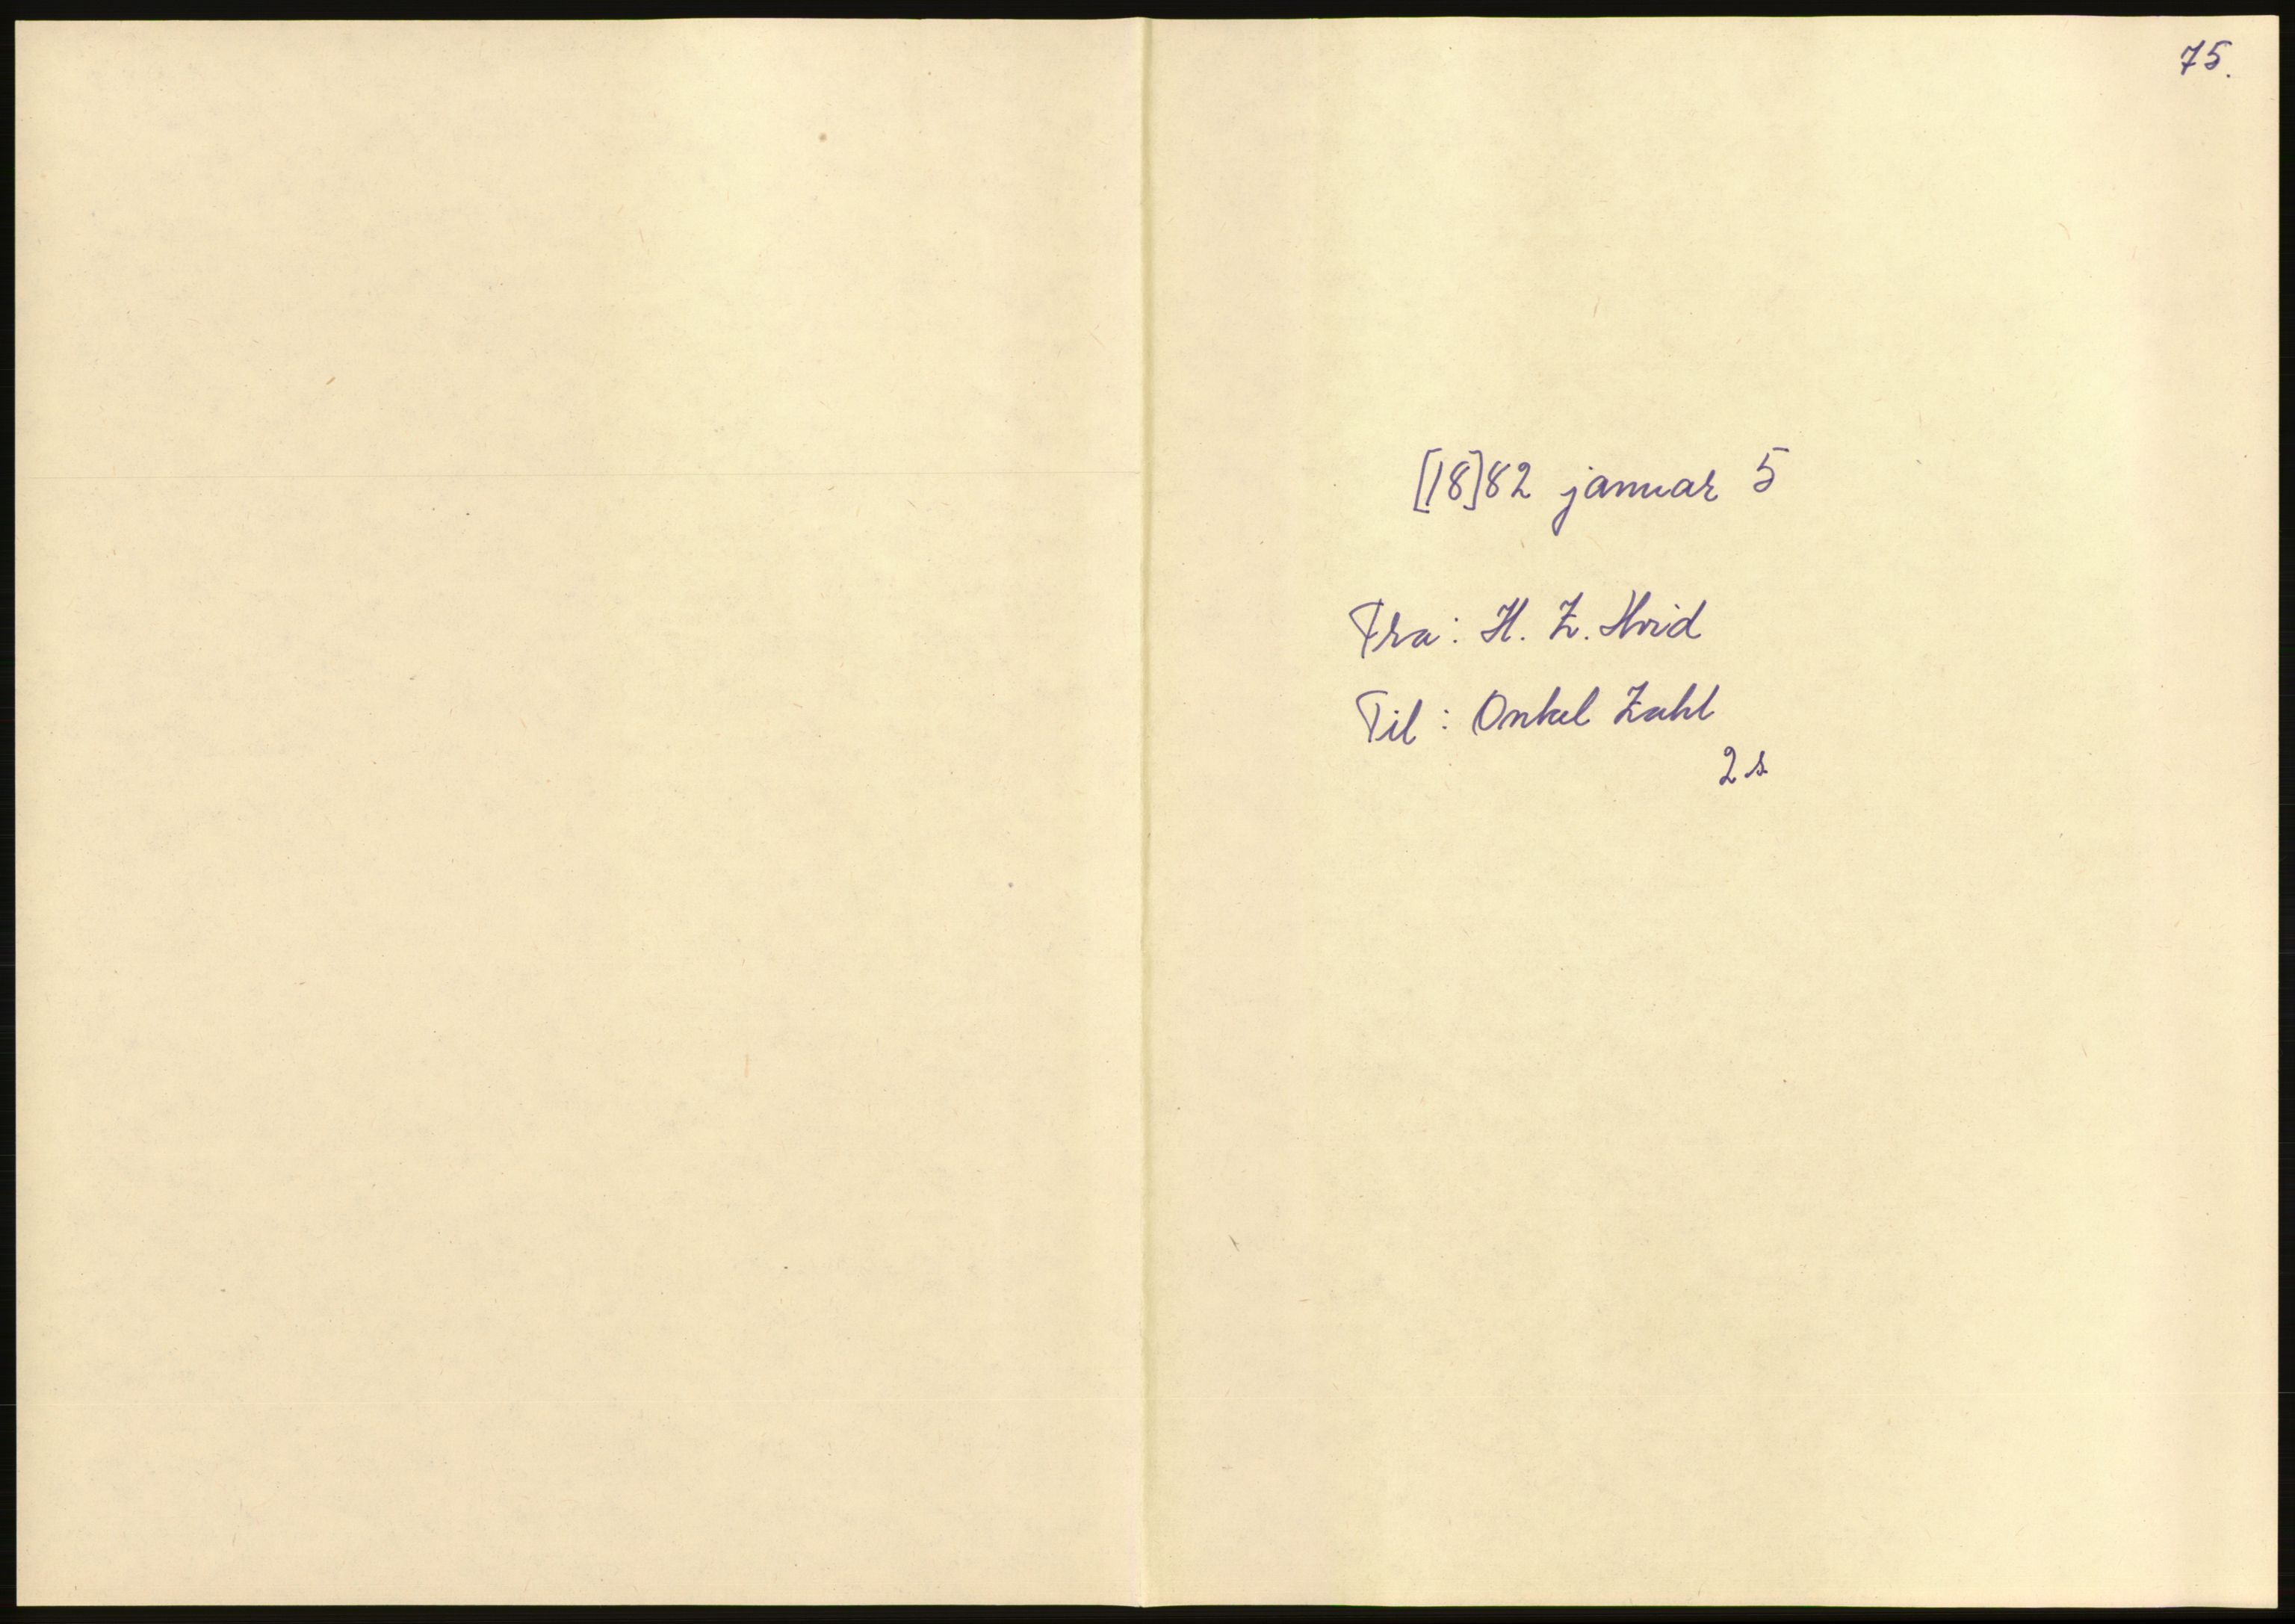 75.
[18]82 januar 5
Fra: H. Z. Hvid
Til: Onkel Zahl
2 s